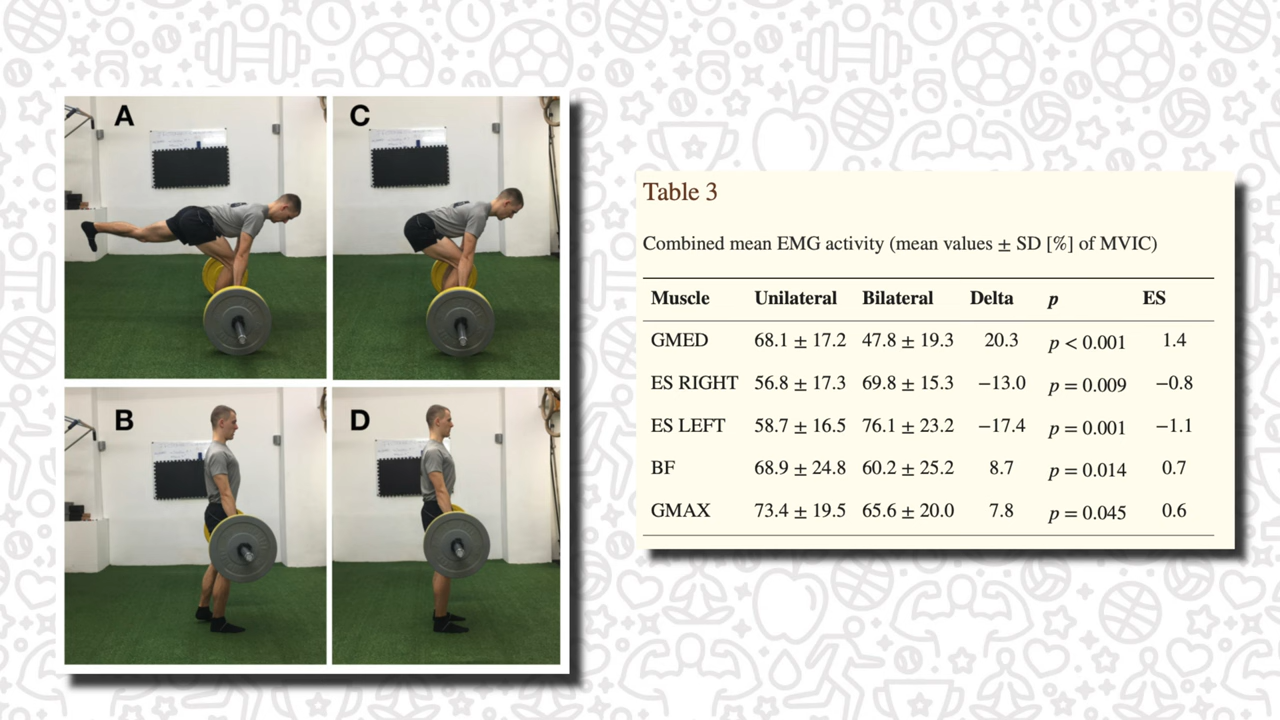 A
C
B
D
Table 3
Combined mean EMG activity (mean values ± SD [%] of MVIC)
Muscle Unilateral Bilateral Delta p ES
GMED 68.1 ± 17.2 47.8 ± 19.3 20.3 p < 0.001 1.4
ES RIGHT 56.8 ± 17.3 69.8 ± 15.3 −13.0 p = 0.009 −0.8
ES LEFT 58.7 ± 16.5 76.1 ± 23.2 −17.4 p = 0.001 −1.1
BF 68.9 ± 24.8 60.2 ± 25.2 8.7 p = 0.014 0.7
GMAX 73.4 ± 19.5 65.6 ± 20.0 7.8 p = 0.045 0.6